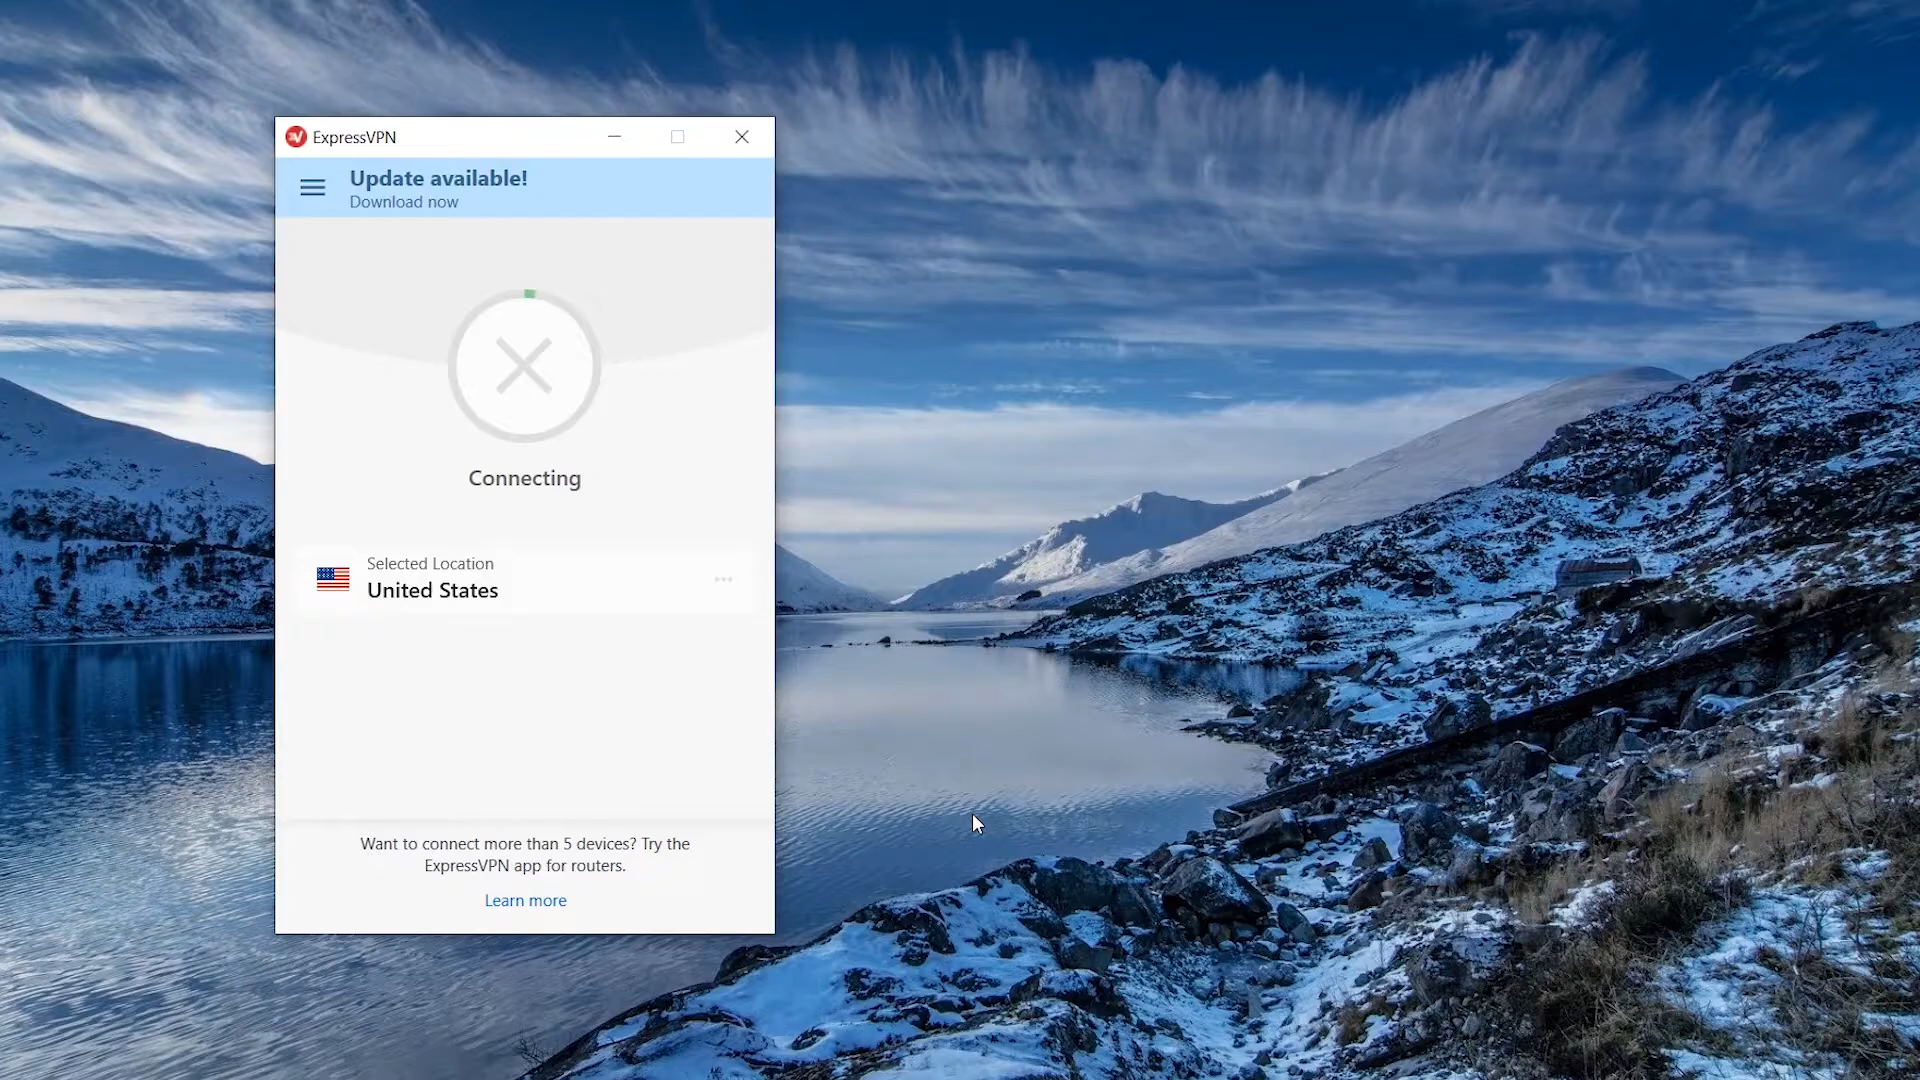 ExpressVPN
Update available!
Download now
Connecting
Selected Location
United States
Want to connect more than 5 devices? Try the
ExpressVPN app for routers.
Learn more